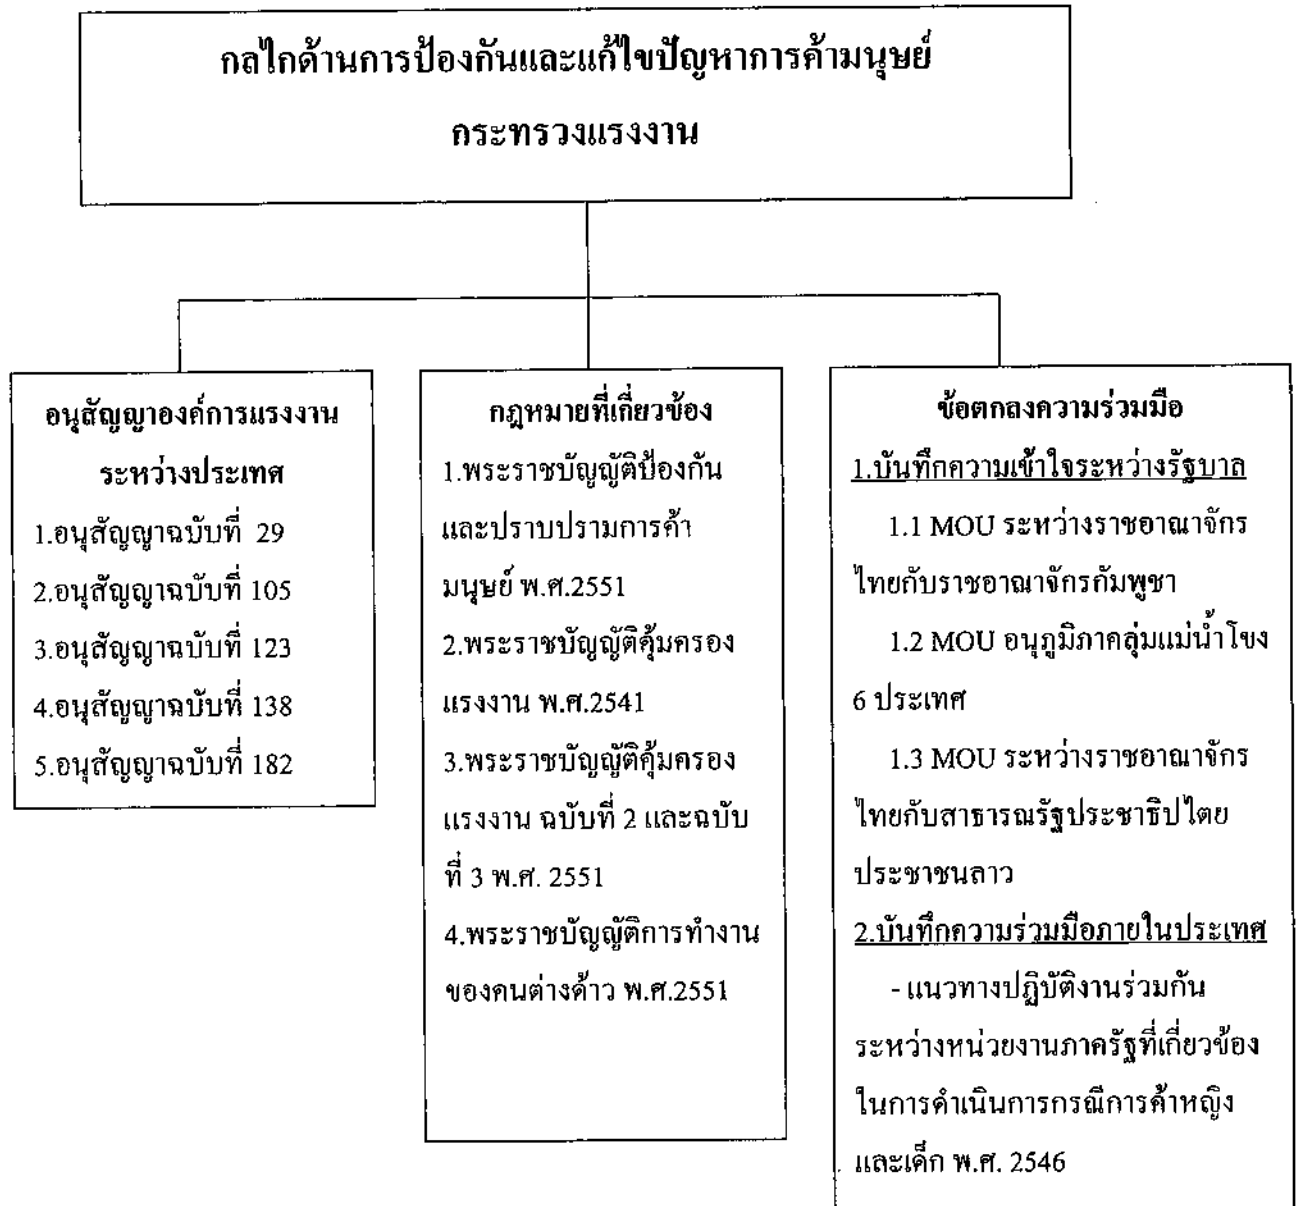 กลไกด้านการป้องกันและแก้ไขปัญหาการค้ามนุษย์
กระทรวงแรงงาน
อนุสัญญาองค์การแรงงาน
ระหว่างประเทศ
1.อนุสัญญาฉบับที่ 29
2.อนุสัญญาฉบับที่ 105
3.อนุสัญญาฉบับที่ 123
4.อนุสัญญาฉบับที่ 138
5.อนุสัญญาฉบับที่ 182
กฎหมายที่เกี่ยวข้อง
1.พระราชบัญญัติป้องกัน
และปราบปรามการค้า
มนุษย์ พ.ศ.2551
2.พระราชบัญญัติคุ้มครอง
แรงงาน พ.ศ.2541
3.พระราชบัญญัติคุ้มครอง
แรงงาน ฉบับที่ 2 และฉบับ
ที่ 3 พ.ศ. 2551
4.พระราชบัญญัติการทำงาน
ของคนต่างด้าว พ.ศ.2551
ข้อตกลงความร่วมมือ
1.บันทึกความเข้าใจระหว่างรัฐบาล
1.1 MOU ระหว่างราชอาณาจักร
ไทยกับราชอาณาจักรกัมพูชา
1.2 MOU อนุภูมิภาคลุ่มแม่น้ำโขง
6 ประเทศ
1.3 MOU ระหว่างราชอาณาจักร
ไทยกับสาธารณรัฐประชาธิปไตย
ประชาชนลาว
2.บันทึกความร่วมมือภายในประเทศ
- แนวทางปฏิบัติงานร่วมกัน
ระหว่างหน่วยงานภาครัฐที่เกี่ยวข้อง
ในการดำเนินการกรณีการค้าหญิง
และเด็ก พ.ศ. 2546